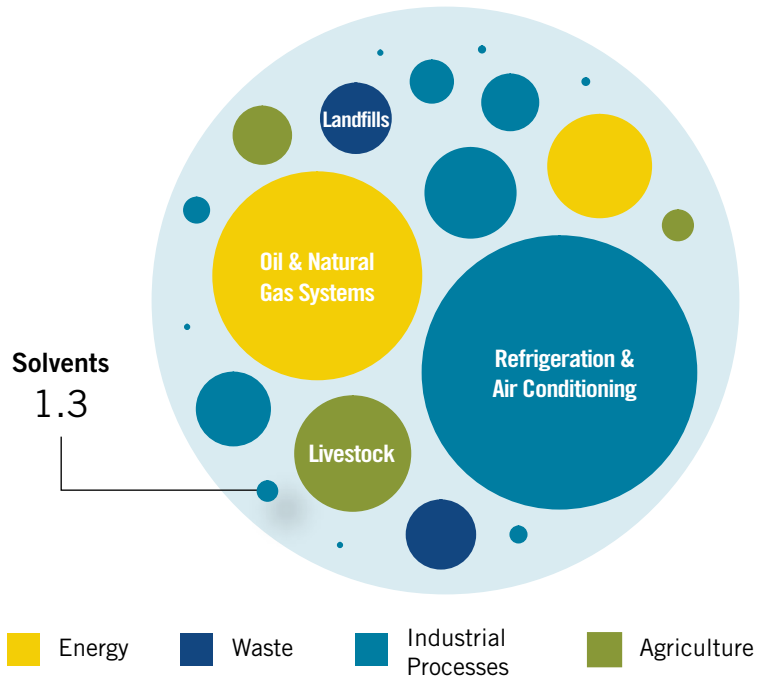 Landfills
Oil & Natural
Gas Systems
Solvents
1.3
Refrigeration &
Air Conditioning
Livestock
Energy
Waste
Industrial
Processes
Agriculture